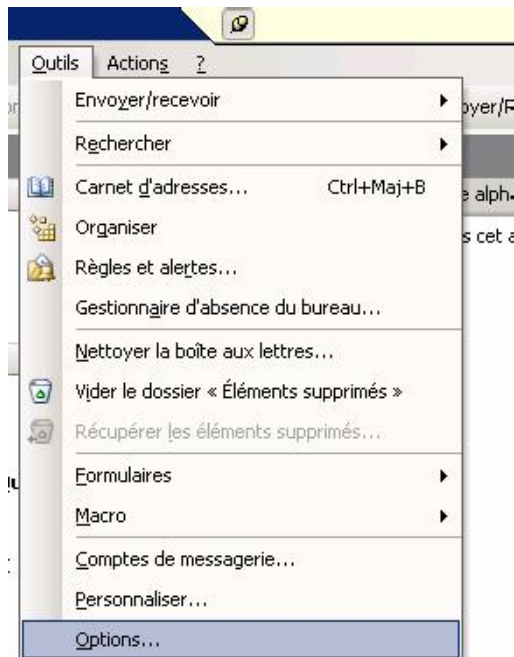 Outils Actions ?
Envoyer/recevoir
Rechercher
Carnet d'adresses... Ctrl+Maj+B
Organiser
Règles et alertes...
Gestionnaire d'absence du bureau...
Nettoyer la boîte aux lettres...
Vider le dossier « Éléments supprimés »
Récupérer les éléments supprimés...
Formulaires
Macro
Comptes de messagerie...
Personnaliser...
Options...